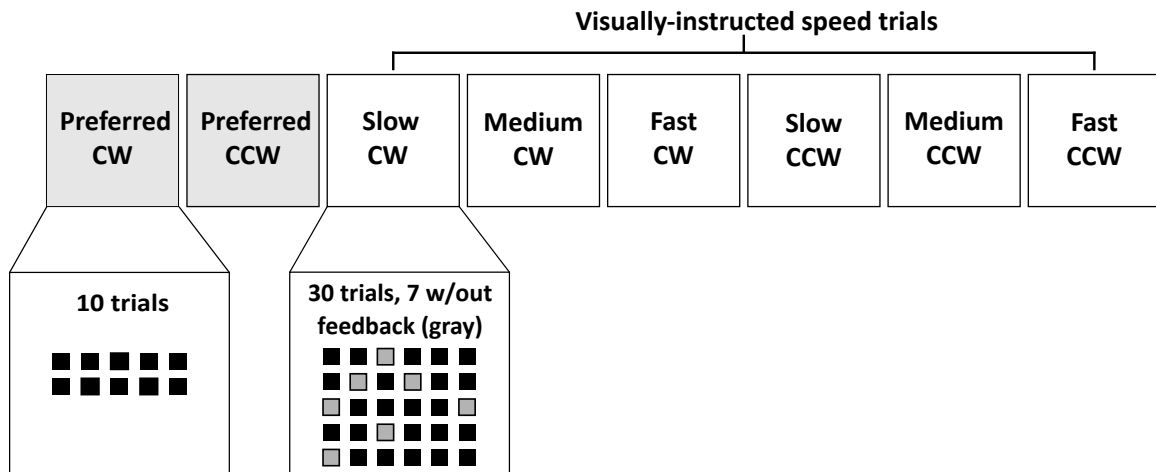 Visually-instructed speed trials
Preferred
CW
Preferred
CCW
Slow
CW
Medium
CW
Fast
CW
Slow
CCW
Medium
CCW
Fast
CCW
10 trials
30 trials, 7 w/out
feedback (gray)